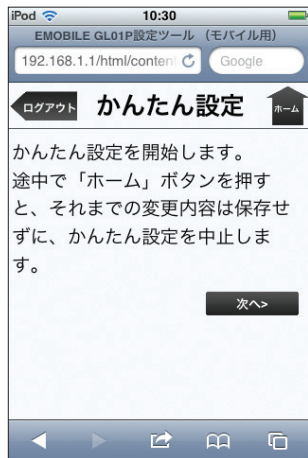 iPod 10:30
EMOBILE GL01P設定ツール （モバイル用）
192.168.1.1/html/content Google
ログアウト かんたん設定 ホーム
かんたん設定を開始します。
途中で「ホーム」ボタンを押す
と、それまでの変更内容は保存せ
ずに、かんたん設定を中止しま
す。
次へ>